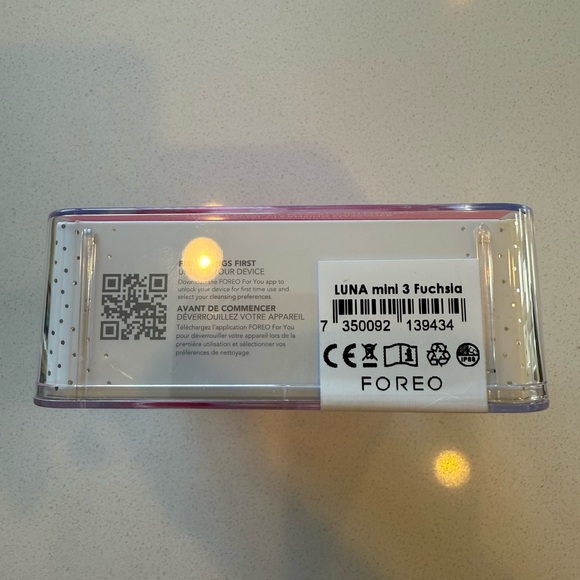 FIRST THINGS FIRST
UNLOCK YOUR DEVICE
Download the FOREO For You app to
unlock your device for first time use and
select your cleansing preferences.
AVANT DE COMMENCER
DÉVERROUILLEZ VOTRE APPAREIL
Téléchargez l'application FOREO For You
pour déverrouiller votre appareil lors de la
première utilisation et sélectionner vos
préférences de nettoyage.
LUNA mini 3 Fuchsia
7 350092 139434
CE
IP68
FOREO